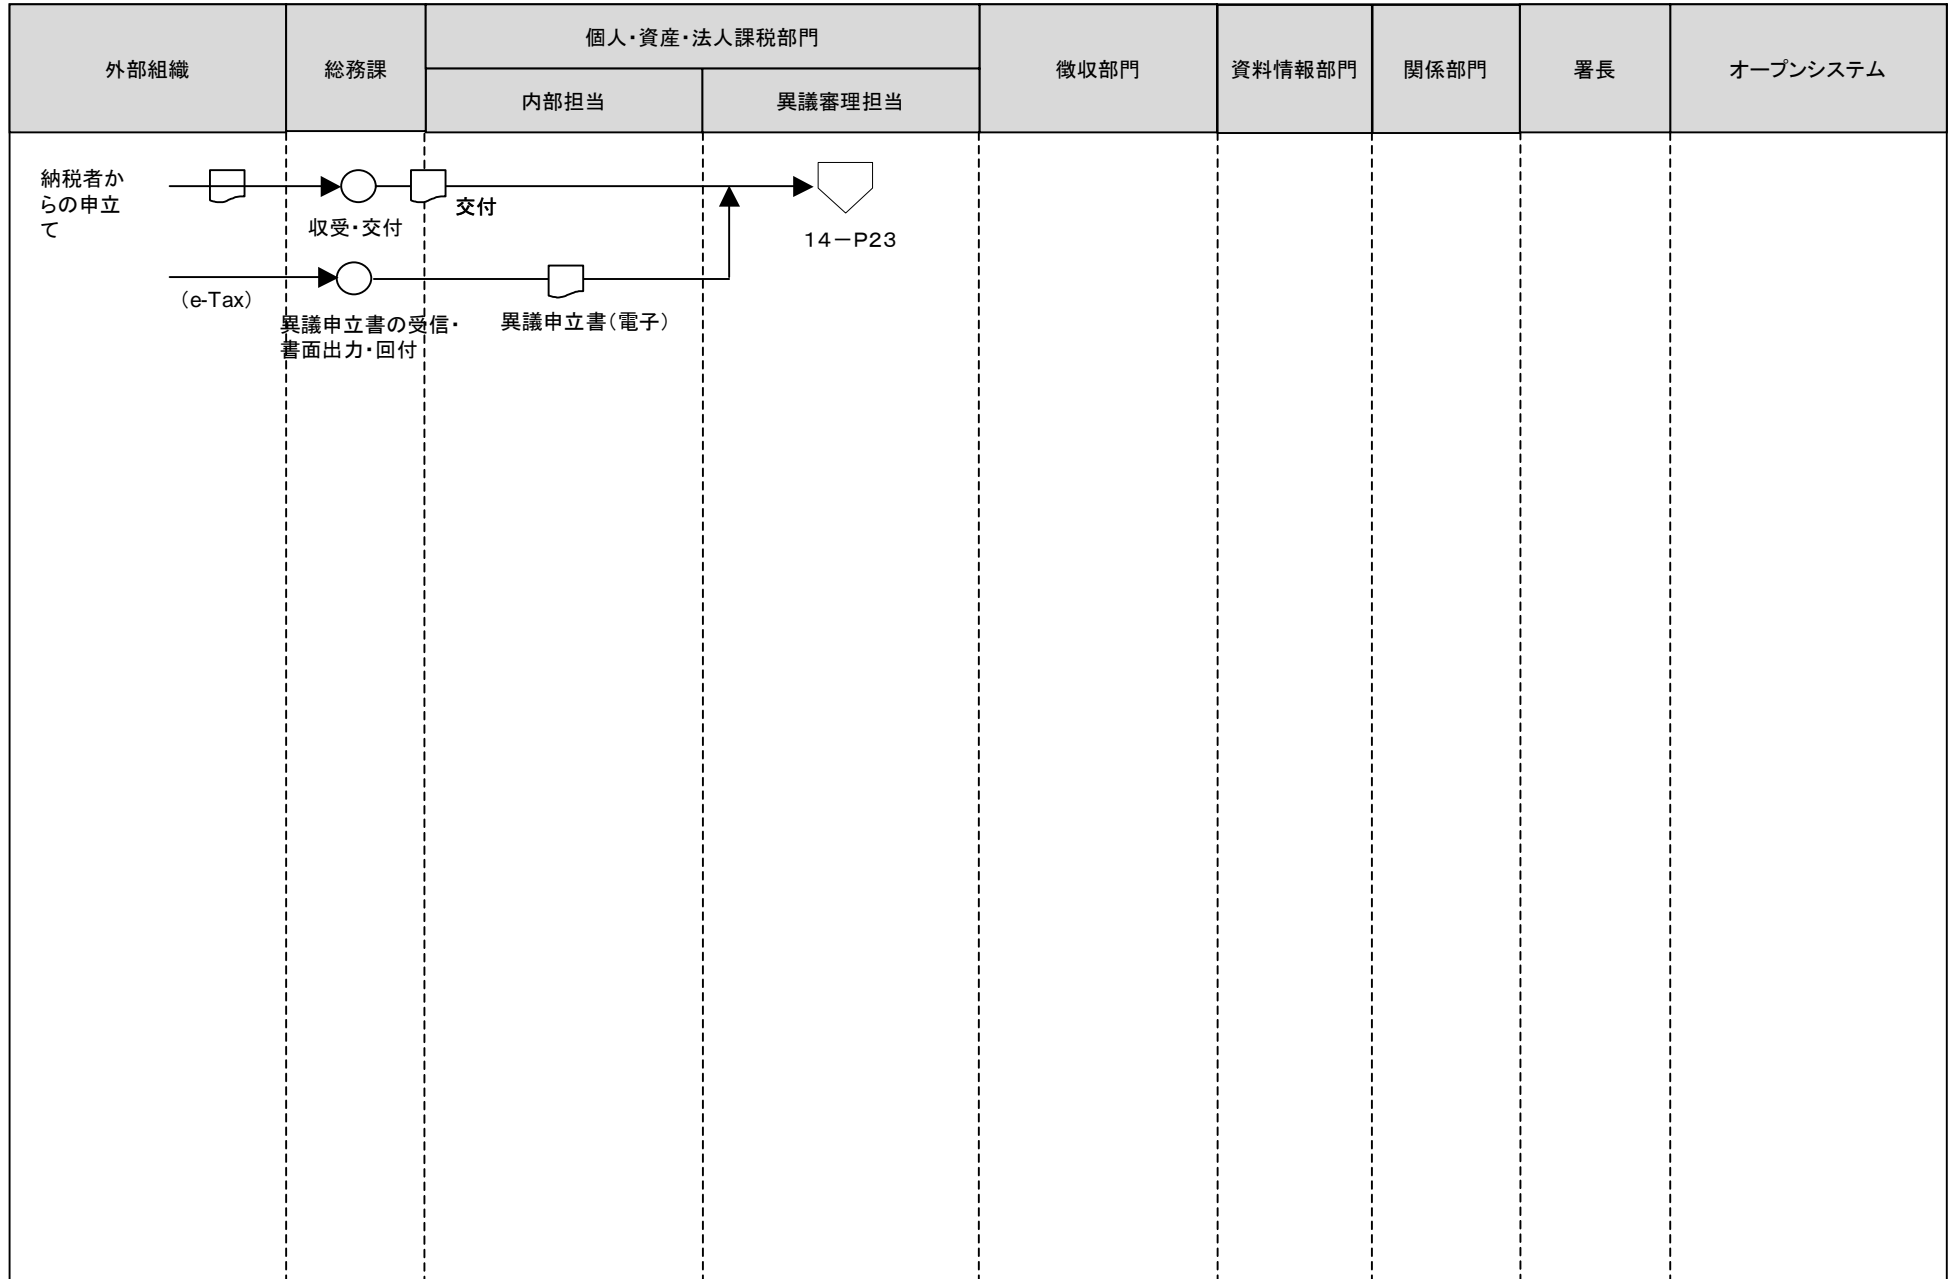 外部組織
総務課
個人・資産・法人課税部門
内部担当
異議審理担当
徴収部門
資料情報部門
関係部門
署長
オープンシステム
納税者か
らの申立
て
収受・交付
交付
14－P23
（e-Tax）
異議申立書の受信・
書面出力・回付
異議申立書（電子）